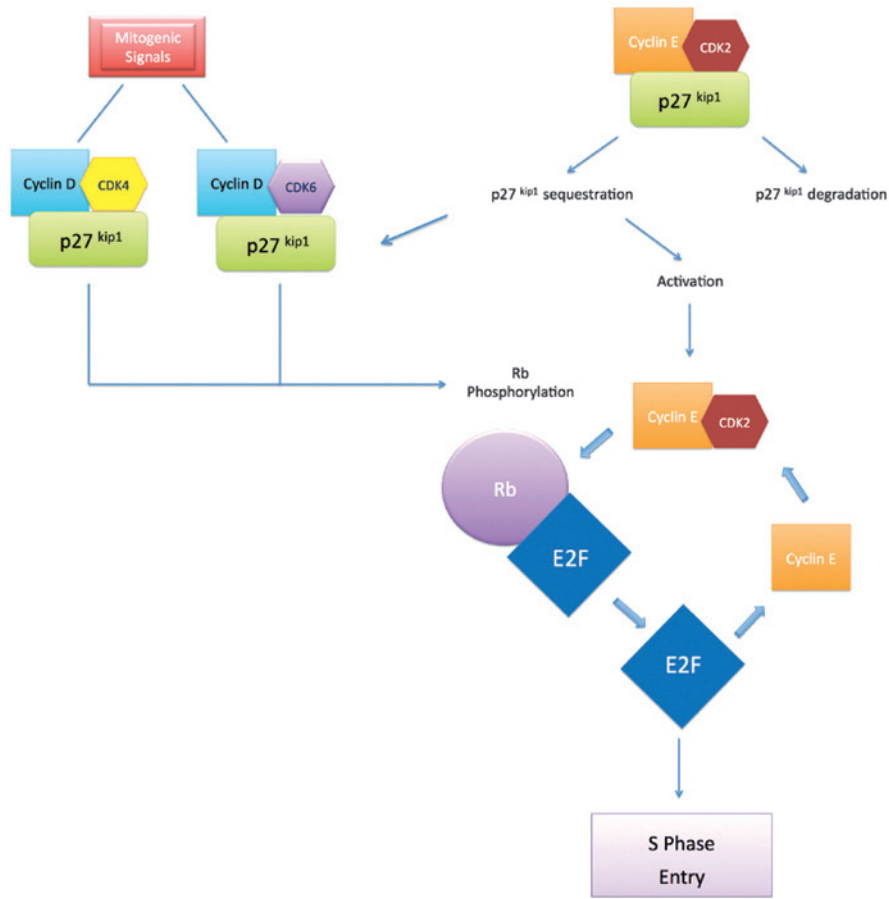 Mitogenic
Signals
Cyclin E
CDK2
p27 kip1
Cyclin D
CDK4
p27 kip1
Cyclin D
CDK6
p27 kip1
p27 kip1 sequestration
p27 kip1 degradation
Activation
Rb
Phosphorylation
Cyclin E
CDK2
Rb
E2F
Cyclin E
E2F
S Phase
Entry